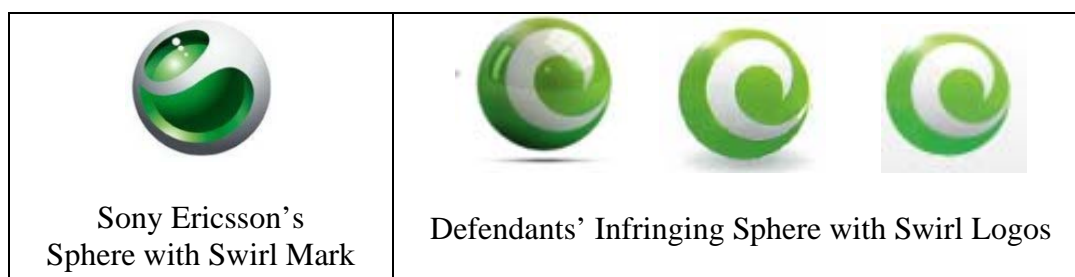 Sony Ericsson’s
Sphere with Swirl Mark
Defendants’ Infringing Sphere with Swirl Logos